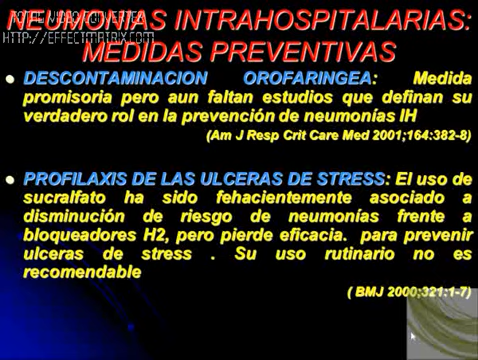 NEUMONIAS INTRAHOSPITALARIAS:
TOTAL VIDEO CONVERTER
HTTP://EFFECTMATRIX.COM
MEDIDAS PREVENTIVAS
DESCONTAMINACION OROFARINGEA: Medida
promisoria pero aun faltan estudios que definan su
verdadero rol en la prevención de neumonías IH
(Am J Resp Crit Care Med 2001;164:382-8)
PROFILAXIS DE LAS ULCERAS DE STRESS: El uso de
sucralfato ha sido fehacientemente asociado a
disminución de riesgo de neumonías frente a
bloqueadores H2, pero pierde eficacia. para prevenir
ulceras de stress . Su uso rutinario no es
recomendable
( BMJ 2000;321:1-7)